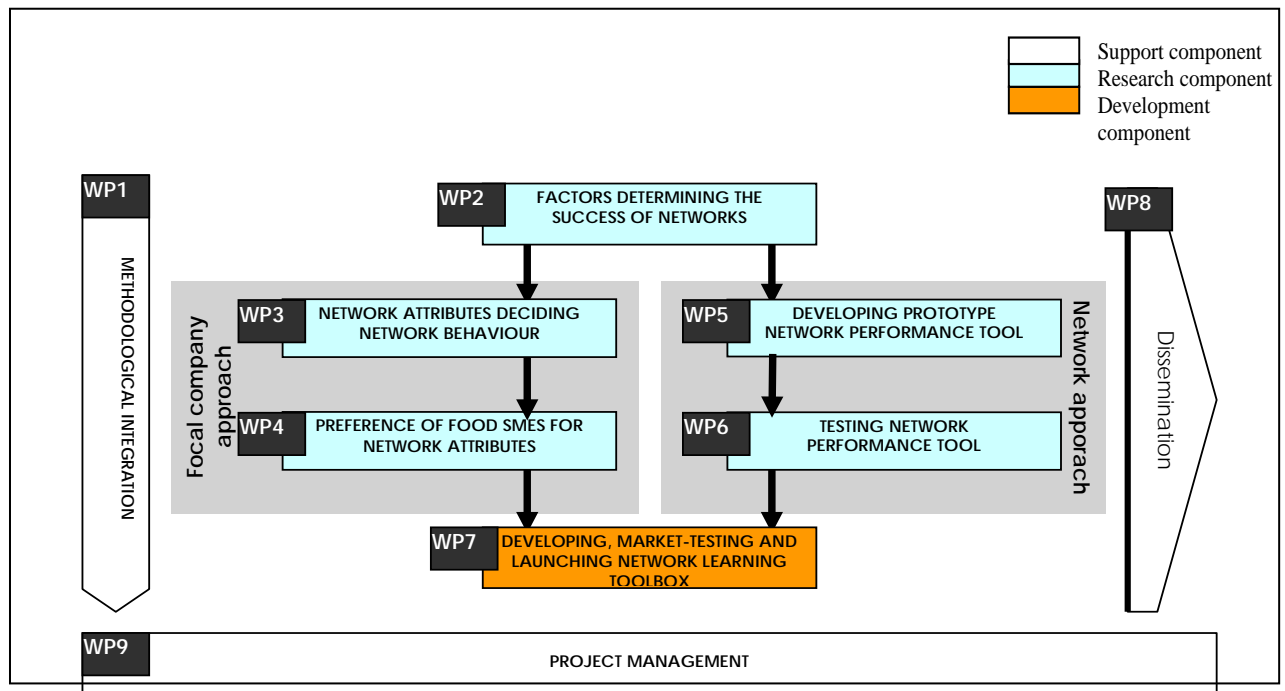 Support component
Research component
Development
component
WP1
METHODOLOGICAL INTEGRATION
WP2
FACTORS DETERMINING THE
SUCCESS OF NETWORKS
WP8
Dissemination
Focal company
approach
WP3
NETWORK ATTRIBUTES DECIDING
NETWORK BEHAVIOUR
WP4
PREFERENCE OF FOOD SMES FOR
NETWORK ATTRIBUTES
WP5
DEVELOPING PROTOTYPE
NETWORK PERFORMANCE TOOL
WP6
TESTING NETWORK
PERFORMANCE TOOL
Network apporach
WP7
DEVELOPING, MARKET-TESTING AND
LAUNCHING NETWORK LEARNING
TOOLBOX
WP9
PROJECT MANAGEMENT